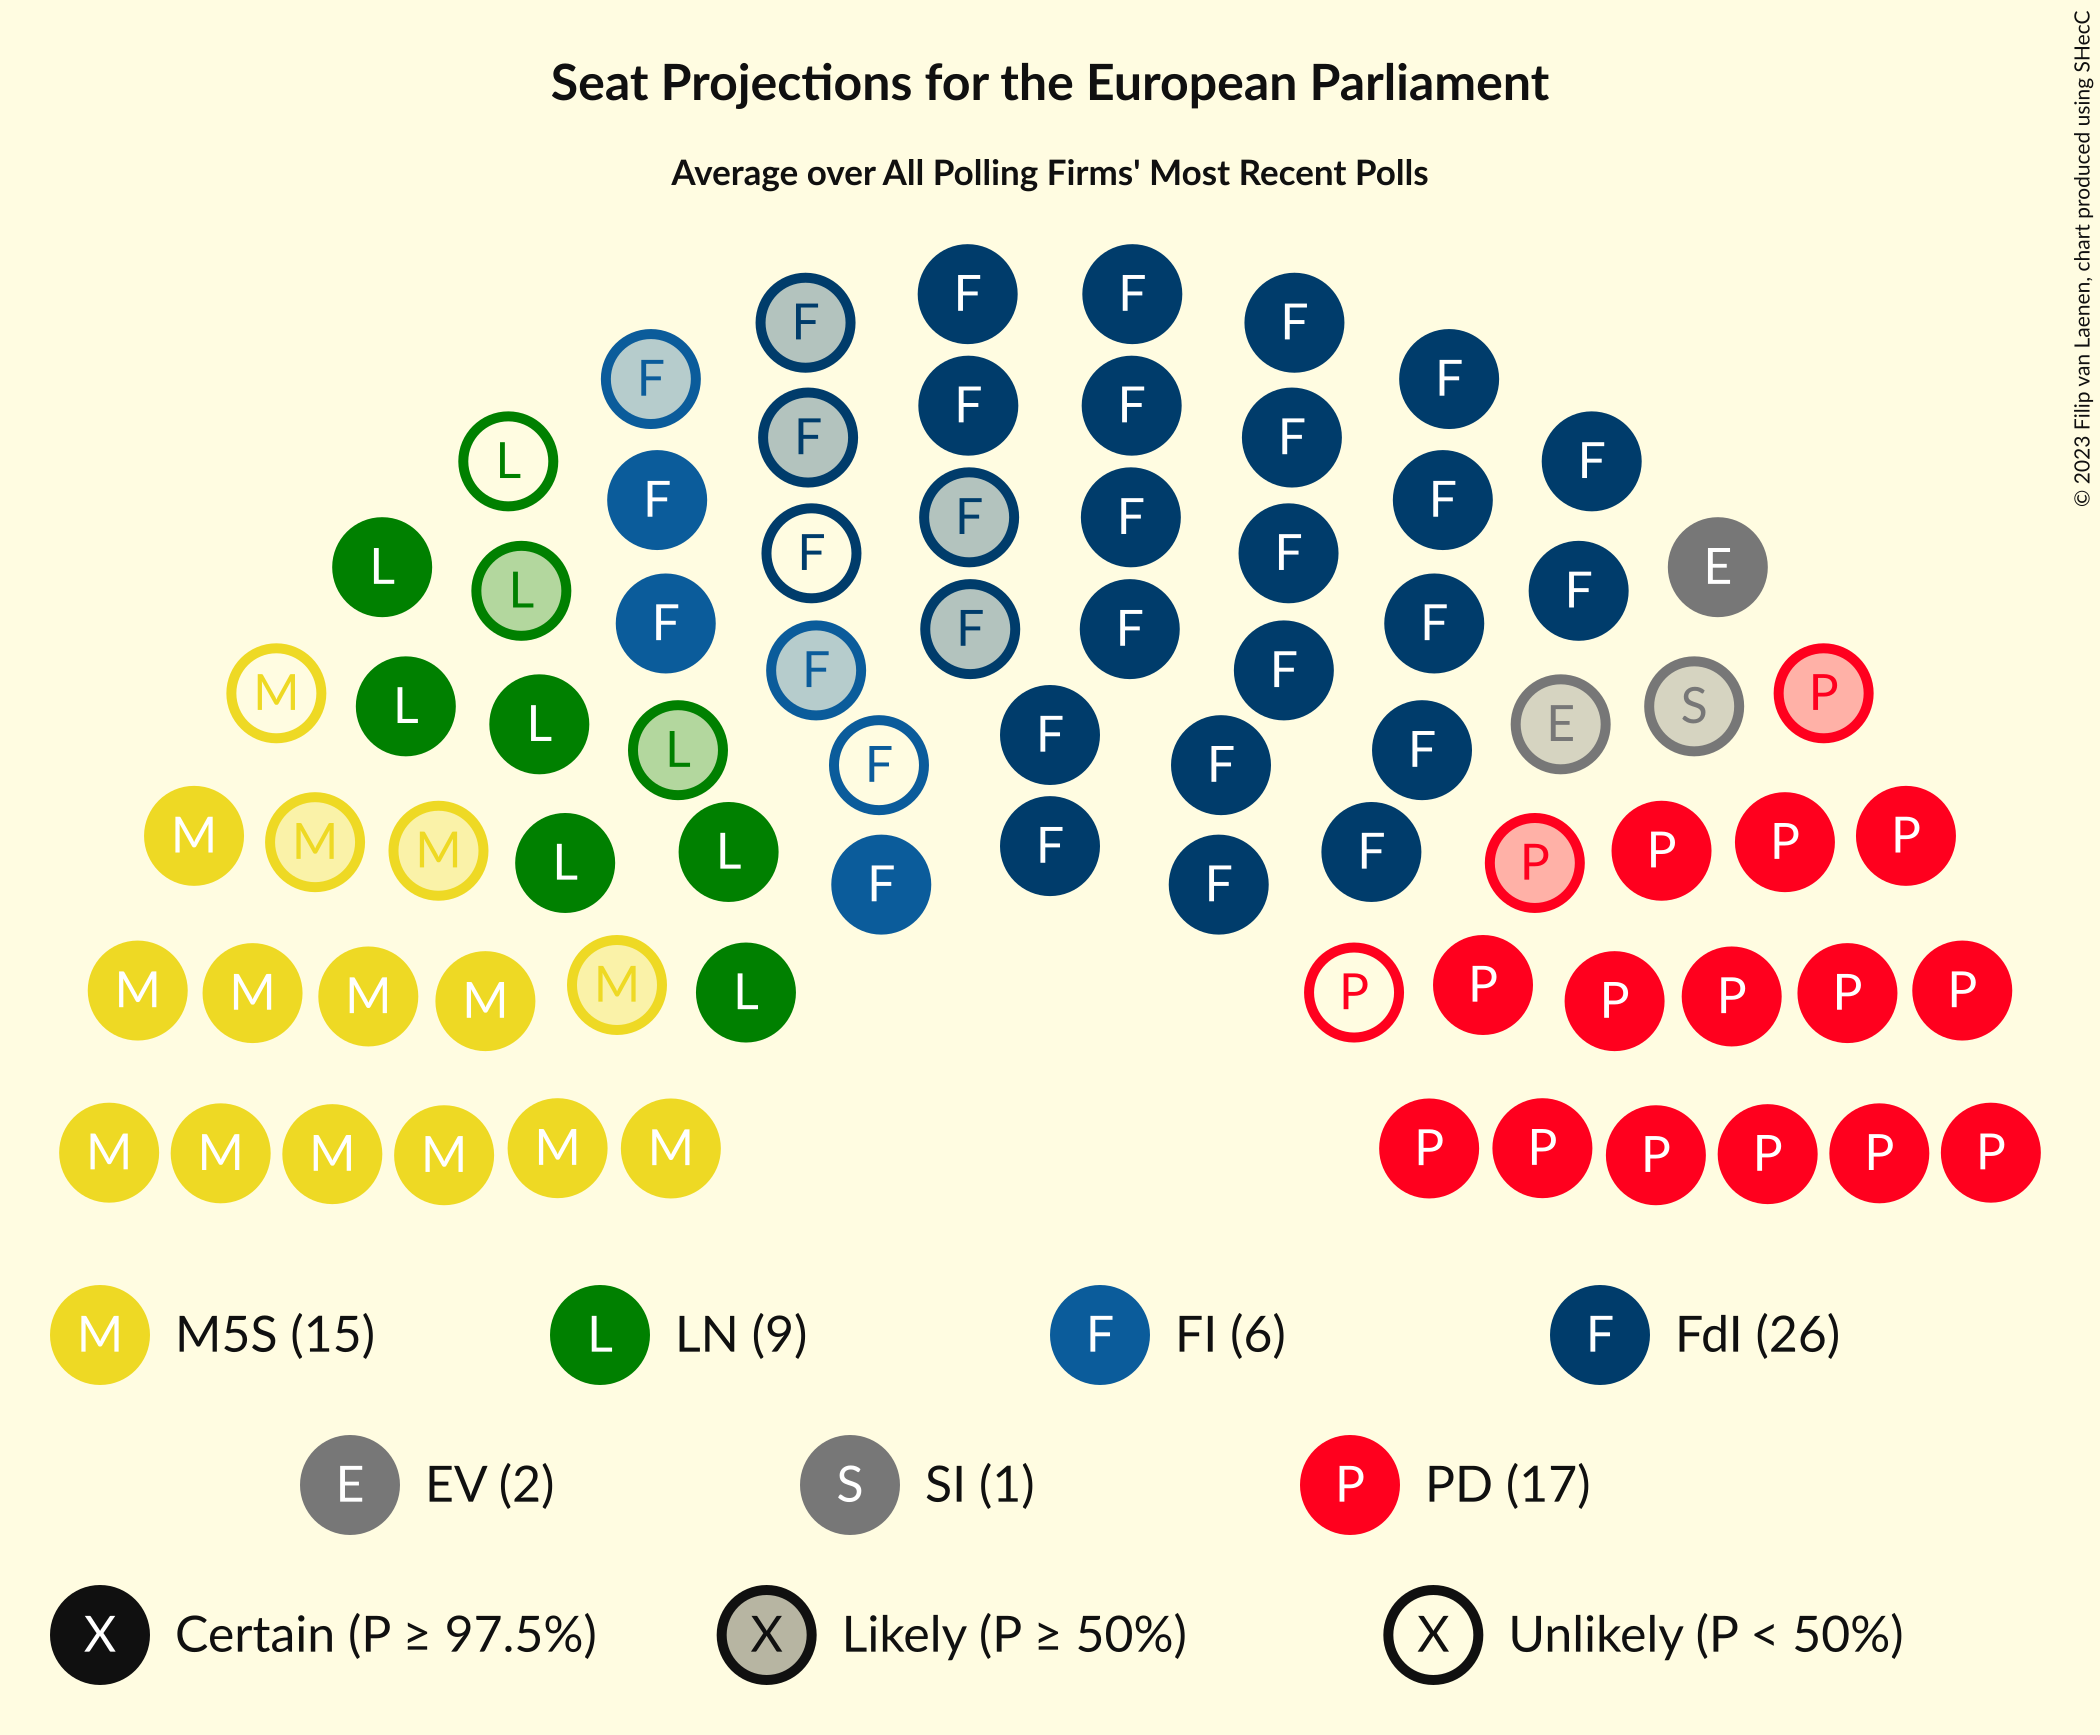 Seat Projections for the European Parliament
Average over All Polling Firms' Most Recent Polls
© 2023 Filip van Laenen, chart produced using SHecC
F F
F F
F F
F F
F F
L F
F F
F F
F F
L E
L F
F F
F F
F F
M P
L S
L E
L F
F F
F
M P
M P
M P
L P
L F
F F
F
M P
M P
M P
M P
M P
L P
M M M M M M P P P P P P
M M5S (15) L LN (9) F FI (6) F FdI (26)
E EV (2) S SI (1) P PD (17)
X Certain (P ≥ 97.5%) X Likely (P ≥ 50%) X Unlikely (P < 50%)